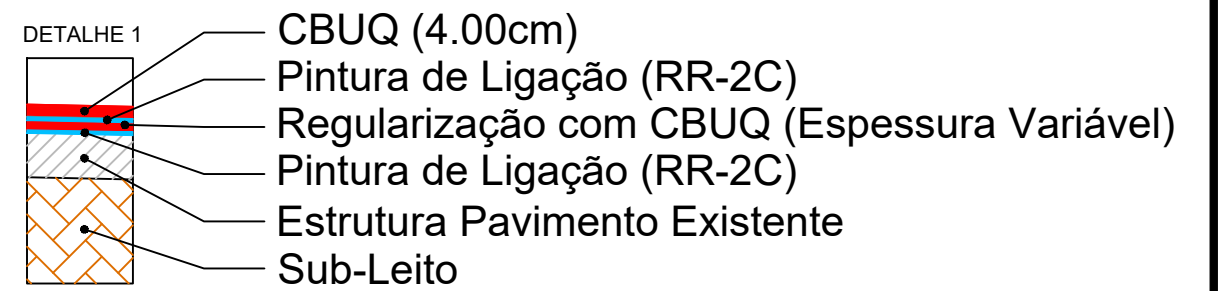 DETALHE 1
CBUQ (4.00cm)
Pintura de Ligação (RR-2C)
Regularização com CBUQ (Espessura Variável)
Pintura de Ligação (RR-2C)
Estrutura Pavimento Existente
Sub-Leito